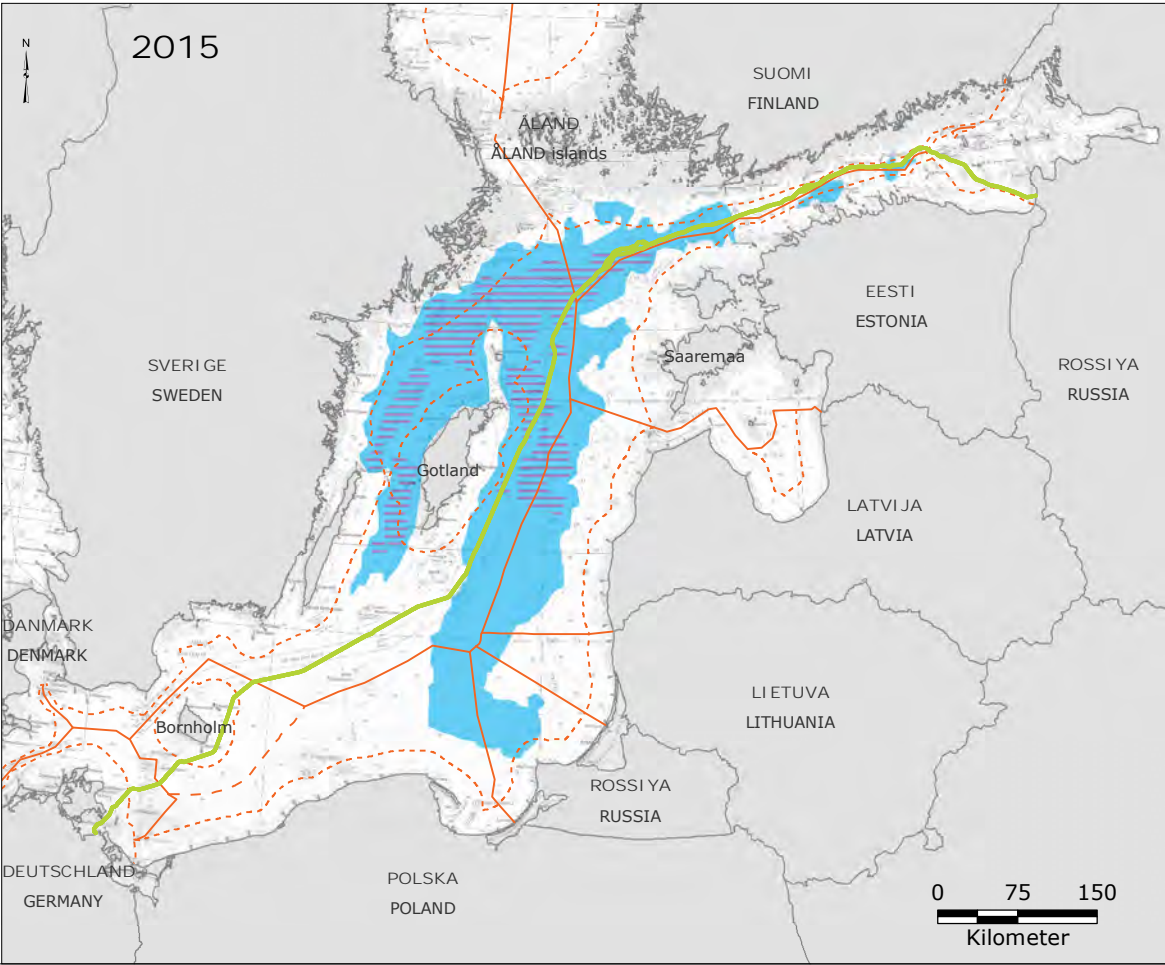 2015
N
SUOMI
FINLAND
ÅLAND
ÅLAND islands
EESTI
ESTONIA
SVERIGE
SWEDEN
Saaremaa
ROSSIYA
RUSSIA
Gotland
LATVIJA
LATVIA
DANMARK
DENMARK
LIETUVA
LITHUANIA
Bornholm
ROSSIYA
RUSSIA
DEUTSCHLAND
GERMANY
POLSKA
POLAND
0 75 150
Kilometer